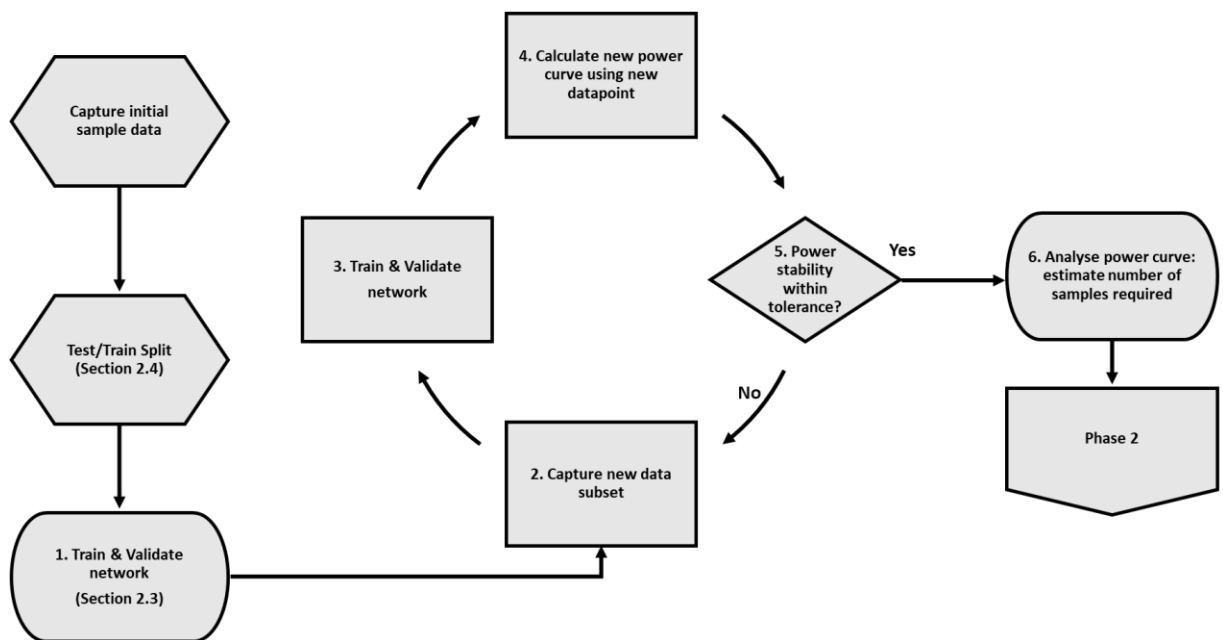 Capture initial
sample data
Test/Train Split
(Section 2.4)
1. Train & Validate
network
(Section 2.3)
2. Capture new data
subset
3. Train & Validate
network
4. Calculate new power
curve using new
datapoint
5. Power
stability
within
tolerance?
Yes
No
6. Analyse power curve:
estimate number of
samples required
Phase 2